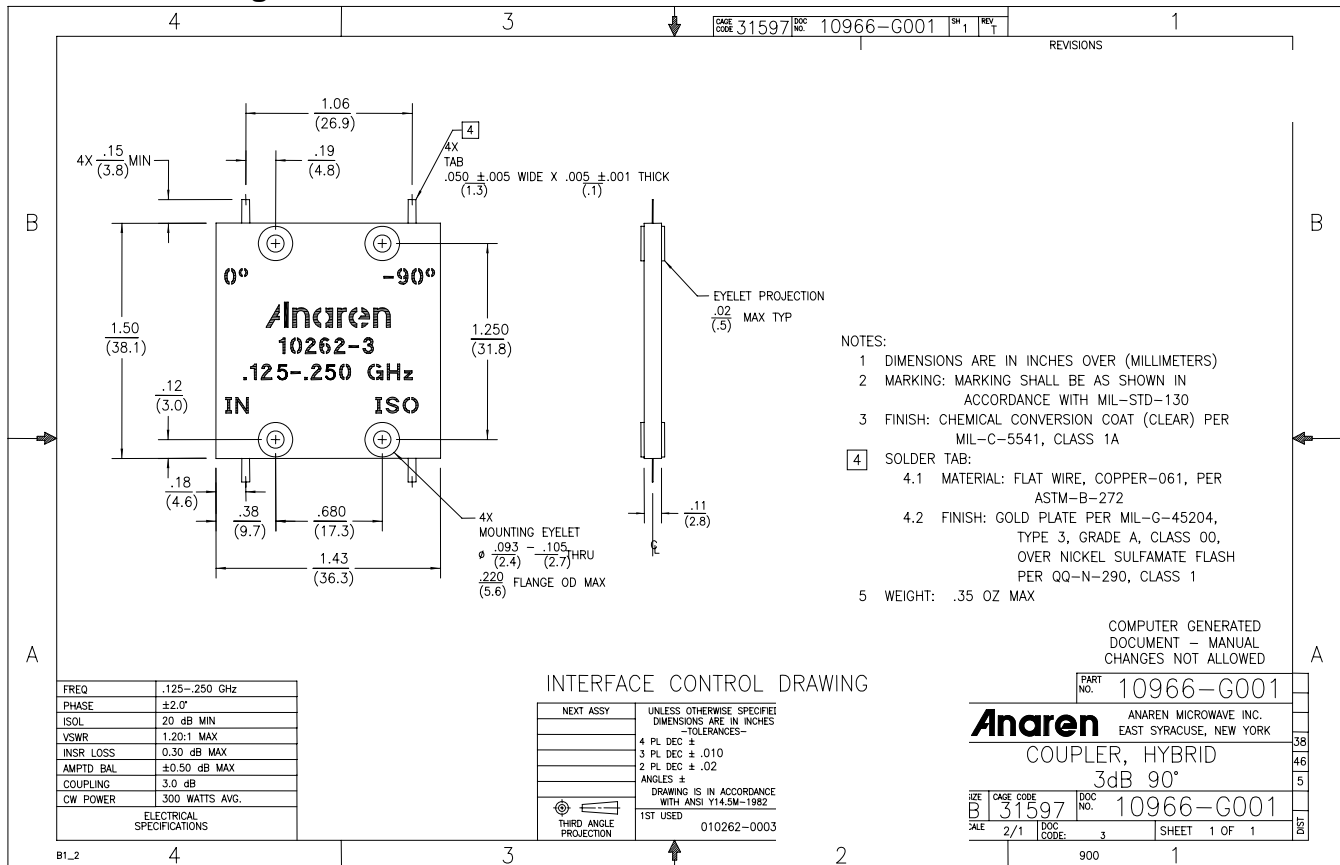 4 3 1
CAGE CODE 31597 DOC NO. 10966-G001 SH 1 REV T
REVISIONS
1.06
(26.9)
4
4X
TAB
.050 ±.005 WIDE X .005 ±.001 THICK
(1.3) (.1)
4X .15 MIN
(3.8)
.19
(4.8)
B B
0° -90°
Anaren
10262-3
.125-.250 GHz
IN ISO
1.50
(38.1)
1.250
(31.8)
.12
(3.0)
.18
(4.6)
.38
(9.7)
.680
(17.3)
1.43
(36.3)
4X
MOUNTING EYELET
ø .093 - .105 THRU
(2.4) (2.7)
.220 FLANGE OD MAX
(5.6)
EYELET PROJECTION
.02 MAX TYP
(.5)
.11
(2.8)
CL
NOTES:
1 DIMENSIONS ARE IN INCHES OVER (MILLIMETERS)
2 MARKING: MARKING SHALL BE AS SHOWN IN
ACCORDANCE WITH MIL-STD-130
3 FINISH: CHEMICAL CONVERSION COAT (CLEAR) PER
MIL-C-5541, CLASS 1A
4 SOLDER TAB:
4.1 MATERIAL: FLAT WIRE, COPPER-061, PER
ASTM-B-272
4.2 FINISH: GOLD PLATE PER MIL-G-45204,
TYPE 3, GRADE A, CLASS 00,
OVER NICKEL SULFAMATE FLASH
PER QQ-N-290, CLASS 1
5 WEIGHT: .35 OZ MAX
COMPUTER GENERATED
DOCUMENT - MANUAL
CHANGES NOT ALLOWED
A A
FREQ .125-.250 GHz
PHASE ±2.0°
ISOL 20 dB MIN
VSWR 1.20:1 MAX
INSR LOSS 0.30 dB MAX
AMPTD BAL ±0.50 dB MAX
COUPLING 3.0 dB
CW POWER 300 WATTS AVG.
ELECTRICAL
SPECIFICATIONS
INTERFACE CONTROL DRAWING
NEXT ASSY
UNLESS OTHERWISE SPECIFIE
DIMENSIONS ARE IN INCHES
-TOLERANCES-
4 PL DEC ±
3 PL DEC ± .010
2 PL DEC ± .02
ANGLES ±
DRAWING IS IN ACCORDANCE
WITH ANSI Y14.5M-1982
THIRD ANGLE
PROJECTION
1ST USED
010262-0003
PART NO. 10966-G001
Anaren ANAREN MICROWAVE INC.
EAST SYRACUSE, NEW YORK
COUPLER, HYBRID
3dB 90°
38
46
5
SIZE B CAGE CODE 31597 DOC NO. 10966-G001
CALE 2/1 DOC CODE: 3 SHEET 1 OF 1
DIST
B1_2 4 3 2 900 1